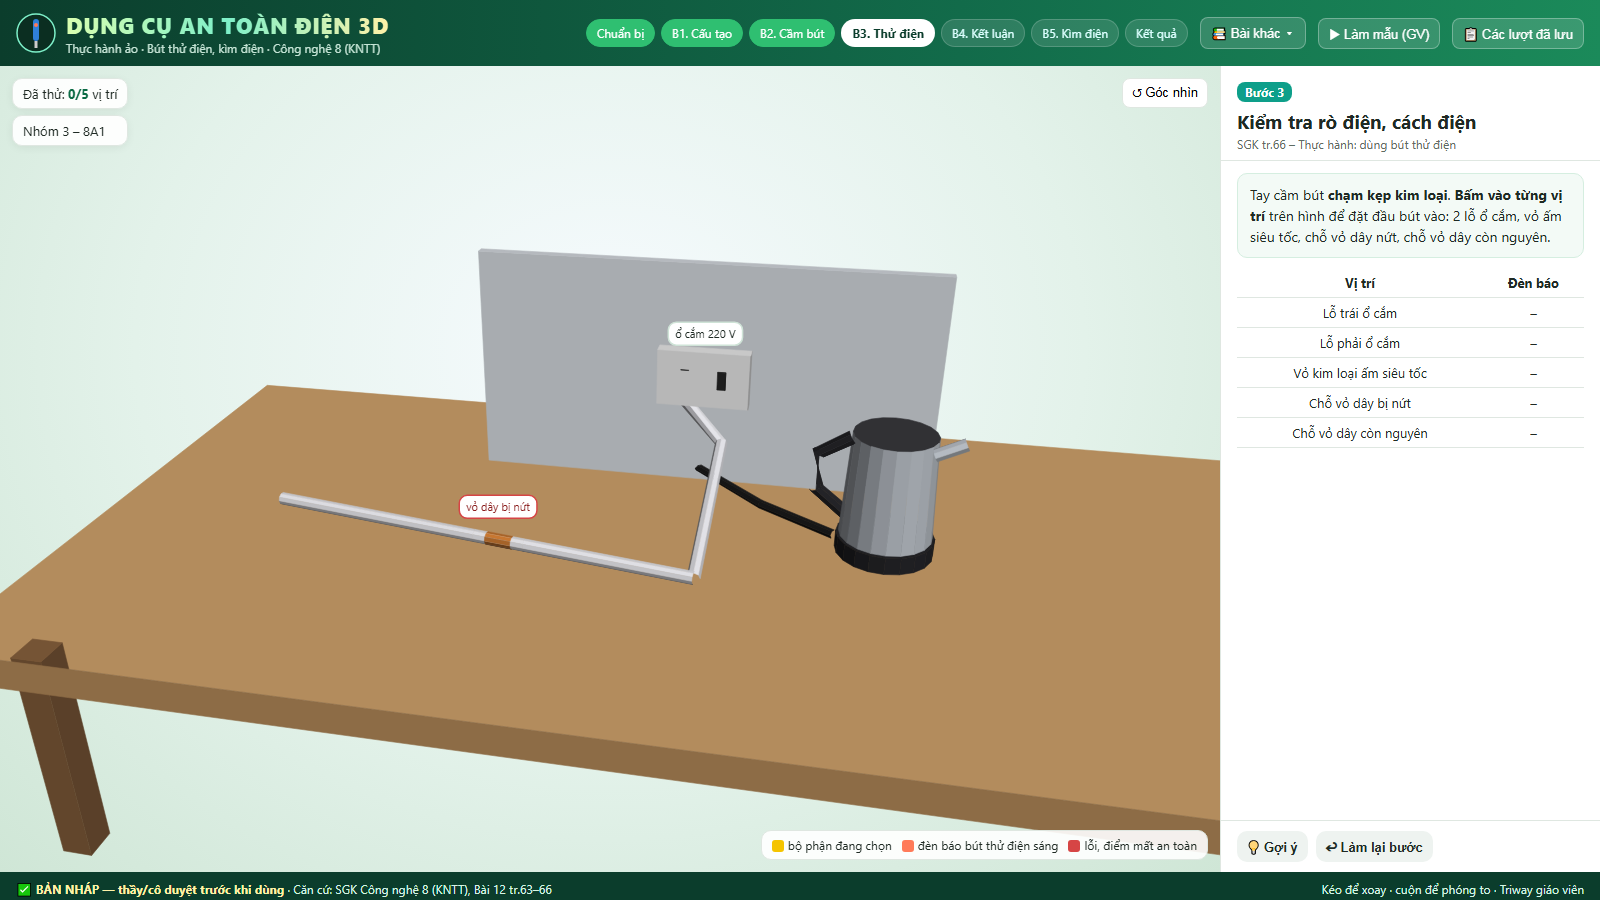 DỤNG CỤ AN TOÀN ĐIỆN 3D
Thực hành ảo · Bút thử điện, kìm điện · Công nghệ 8 (KNTT)
Chuẩn bị
B1. Cấu tạo
B2. Cầm bút
B3. Thử điện
B4. Kết luận
B5. Kìm điện
Kết quả
Bài khác
Làm mẫu (GV)
Các lượt đã lưu
Đã thử: 0/5 vị trí
Nhóm 3 – 8A1
↺ Góc nhìn
ổ cắm 220 V
vỏ dây bị nứt
bộ phận đang chọn
đèn báo bút thử điện sáng
lỗi, điểm mất an toàn
Bước 3
Kiểm tra rò điện, cách điện
SGK tr.66 – Thực hành: dùng bút thử điện
Tay cầm bút chạm kẹp kim loại. Bấm vào từng vị
trí trên hình để đặt đầu bút vào: 2 lỗ ổ cắm, vỏ ấm
siêu tốc, chỗ vỏ dây nứt, chỗ vỏ dây còn nguyên.
Vị trí Đèn báo
Lỗ trái ổ cắm –
Lỗ phải ổ cắm –
Vỏ kim loại ấm siêu tốc –
Chỗ vỏ dây bị nứt –
Chỗ vỏ dây còn nguyên –
Gợi ý
↩ Làm lại bước
BẢN NHÁP — thầy/cô duyệt trước khi dùng · Căn cứ: SGK Công nghệ 8 (KNTT), Bài 12 tr.63–66
Kéo để xoay · cuộn để phóng to · Triway giáo viên